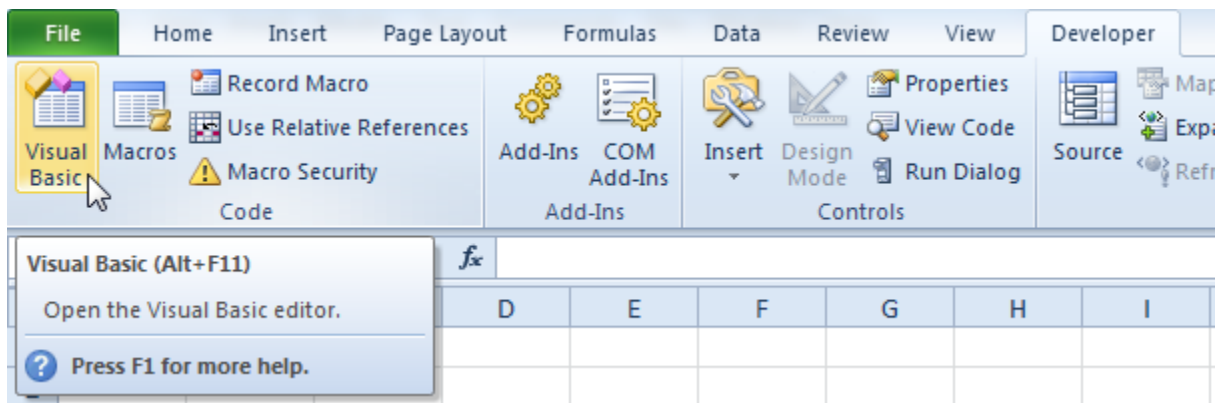 File Home Insert Page Layout Formulas Data Review View Developer
Record Macro
Use Relative References
Macro Security
Visual Basic
Macros
Code
Add-Ins
COM Add-Ins
Add-Ins
Insert
Design Mode
Properties
View Code
Run Dialog
Controls
Source
fx
Visual Basic (Alt+F11)
Open the Visual Basic editor.
Press F1 for more help.
D E F G H I